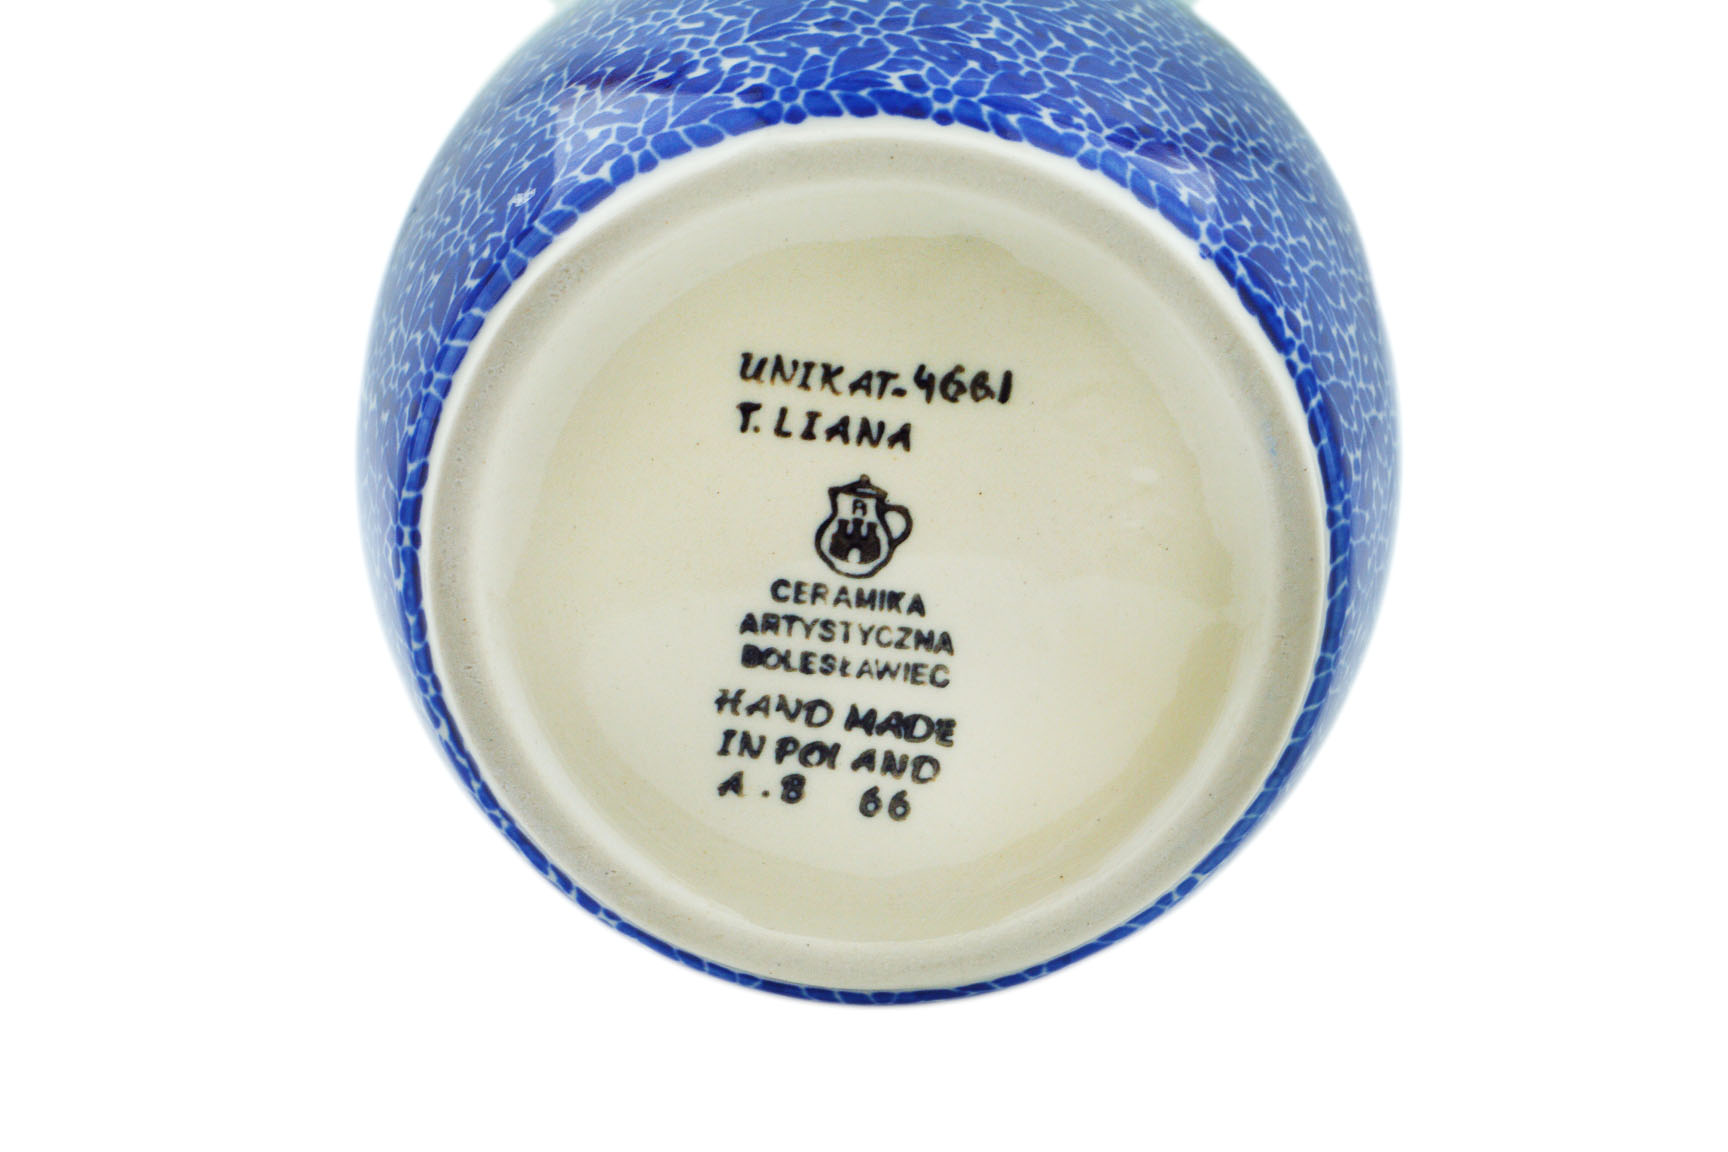 UNIKAT-4661
T. LIANA
A
CERAMIKA
ARTYSTYCZNA
BOLESŁAWIEC
HAND MADE
IN POLAND
A.8 66